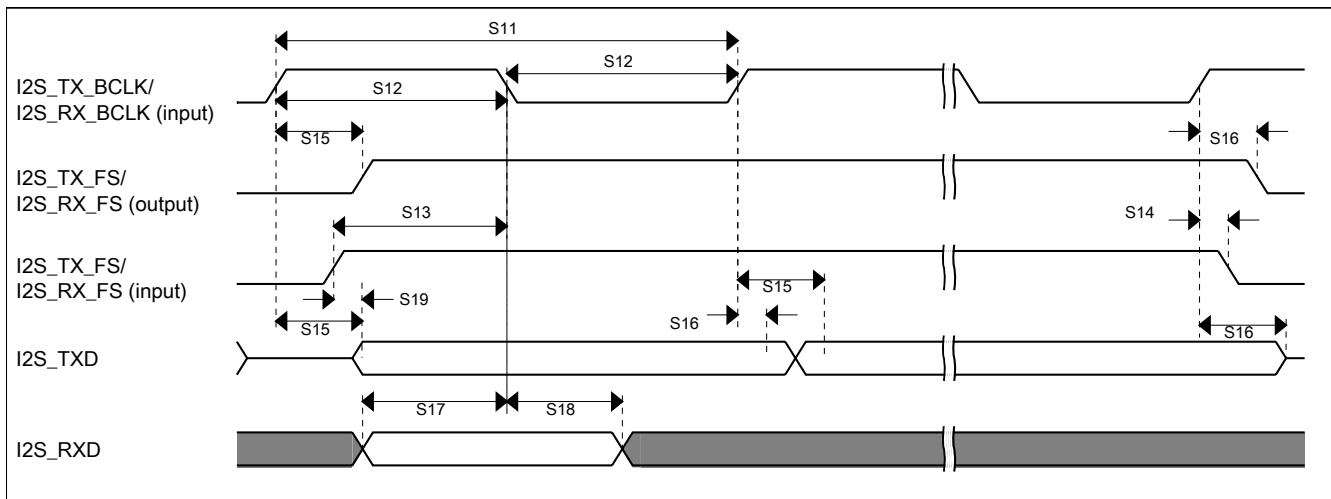 S11
S12
I2S_TX_BCLK/
I2S_RX_BCLK (input)
S12
S15
S16
I2S_TX_FS/
I2S_RX_FS (output)
S13
S14
I2S_TX_FS/
I2S_RX_FS (input)
S15
S19
S15
S16
S16
I2S_TXD
S17
S18
I2S_RXD